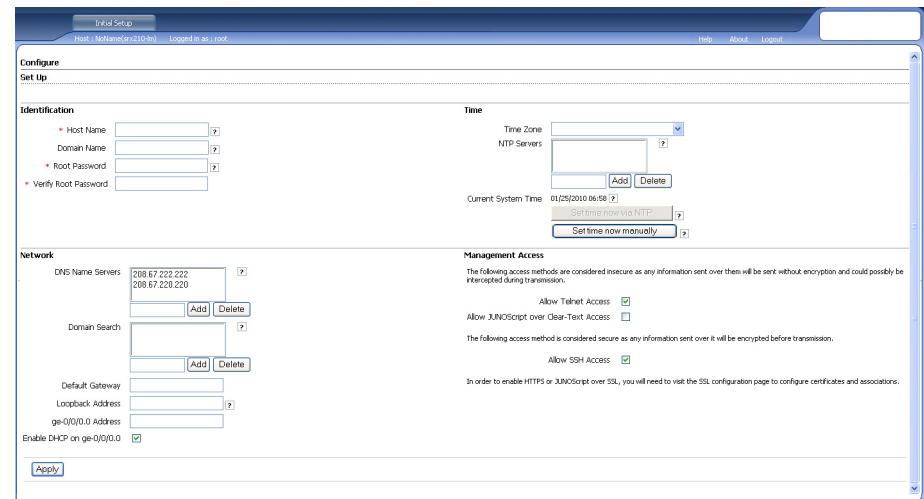 Initial Setup
Host : NoName(srx210-lm) Logged in as : root
Help About Logout
Configure
Set Up
Identification
* Host Name ?
Domain Name ?
* Root Password ?
* Verify Root Password
Time
Time Zone
NTP Servers ?
Add Delete
Current System Time 01/25/2010 06:58 ?
Set time now via NTP ?
Set time now manually ?
Network
DNS Name Servers ?
208.67.222.222
208.67.220.220
Add Delete
Domain Search ?
Add Delete
Default Gateway
Loopback Address ?
ge-0/0/0.0 Address
Enable DHCP on ge-0/0/0.0
Apply
Management Access
The following access methods are considered insecure as any information sent over them will be sent without encryption and could possibly be
intercepted during transmission.
Allow Telnet Access
Allow JUNOScript over Clear-Text Access
The following access method is considered secure as any information sent over it will be encrypted before transmission.
Allow SSH Access
In order to enable HTTPS or JUNOScript over SSL, you will need to visit the SSL configuration page to configure certificates and associations.